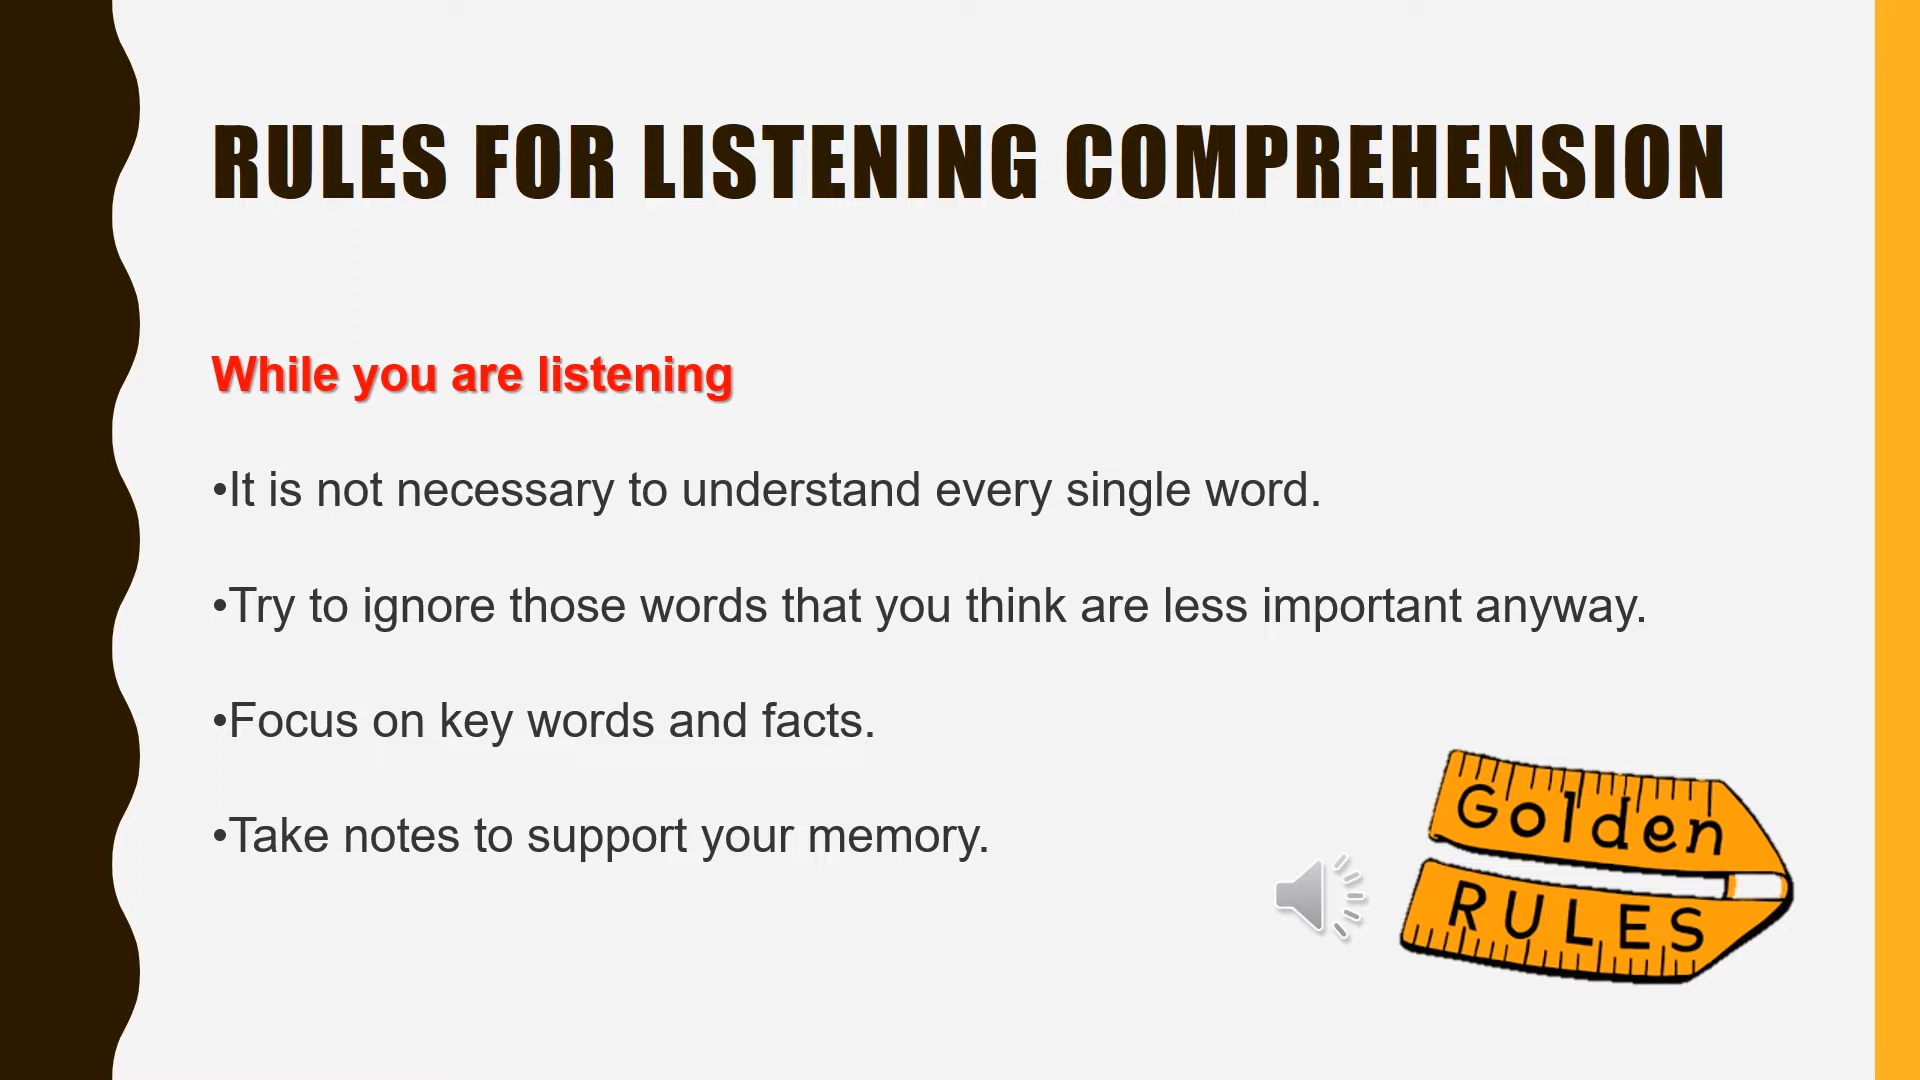 RULES FOR LISTENING COMPREHENSION
While you are listening
•It is not necessary to understand every single word.
•Try to ignore those words that you think are less important anyway.
•Focus on key words and facts.
•Take notes to support your memory.
Golden
RULES